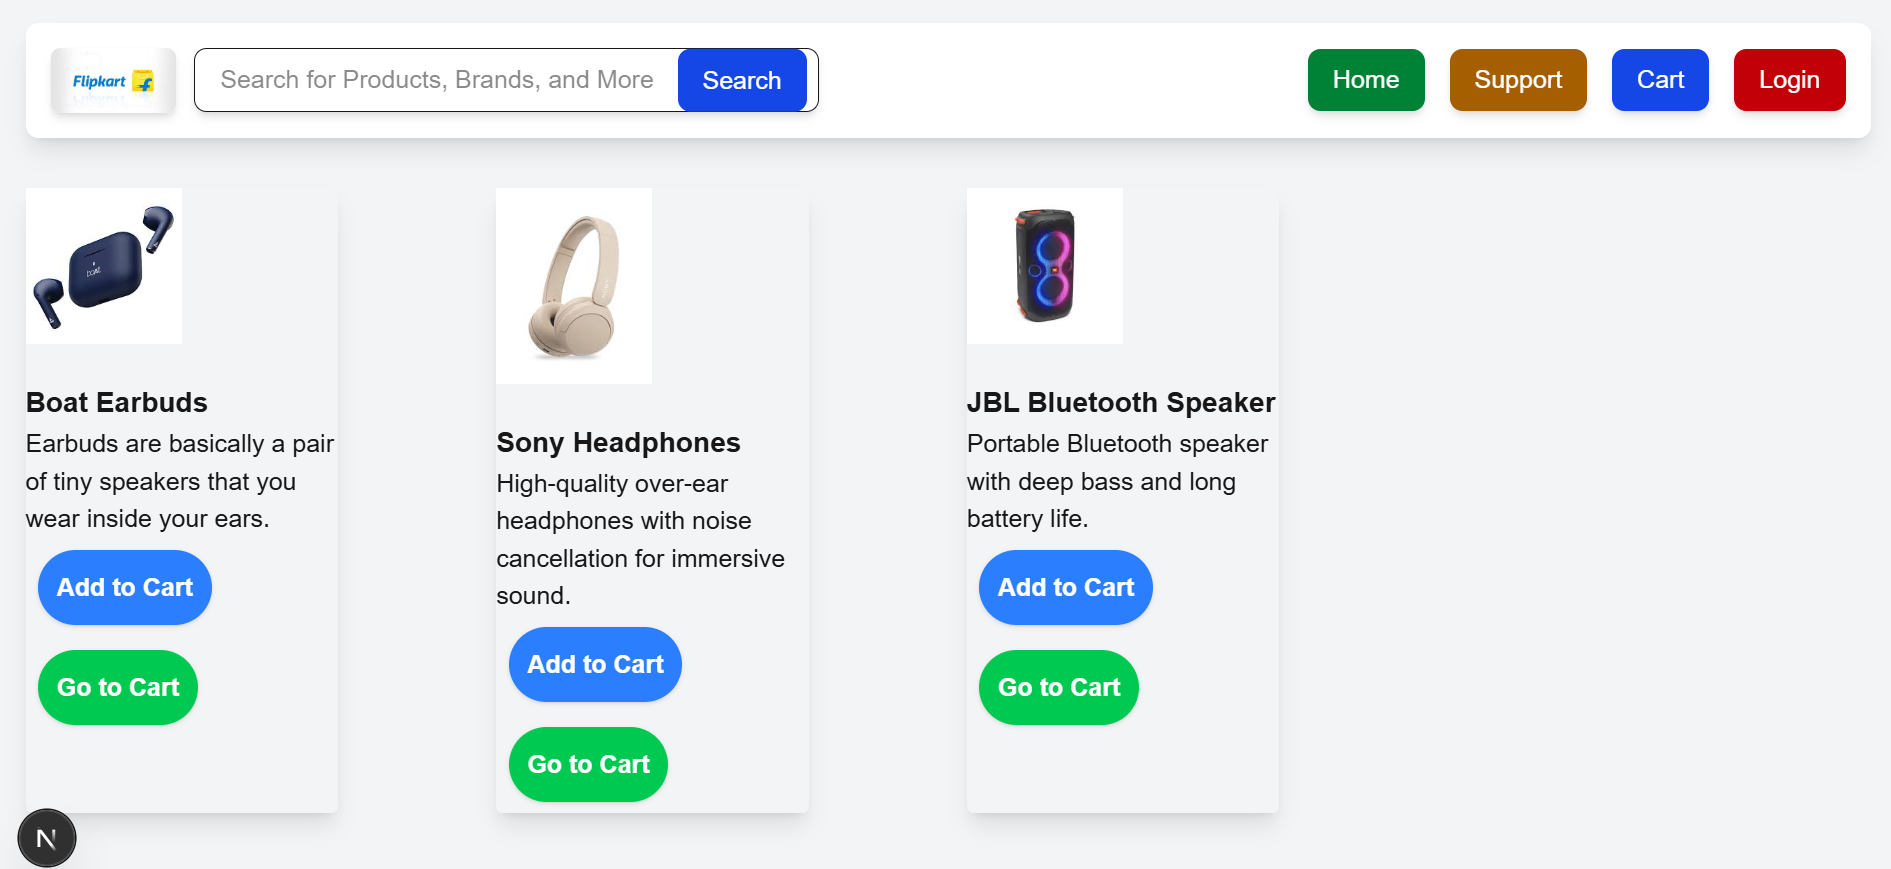 Flipkart
Search for Products, Brands, and More
Search
Home
Support
Cart
Login
boAt
Boat Earbuds
Earbuds are basically a pair
of tiny speakers that you
wear inside your ears.
Add to Cart
Go to Cart
SONY
Sony Headphones
High-quality over-ear
headphones with noise
cancellation for immersive
sound.
Add to Cart
Go to Cart
JBL Bluetooth Speaker
Portable Bluetooth speaker
with deep bass and long
battery life.
Add to Cart
Go to Cart
N